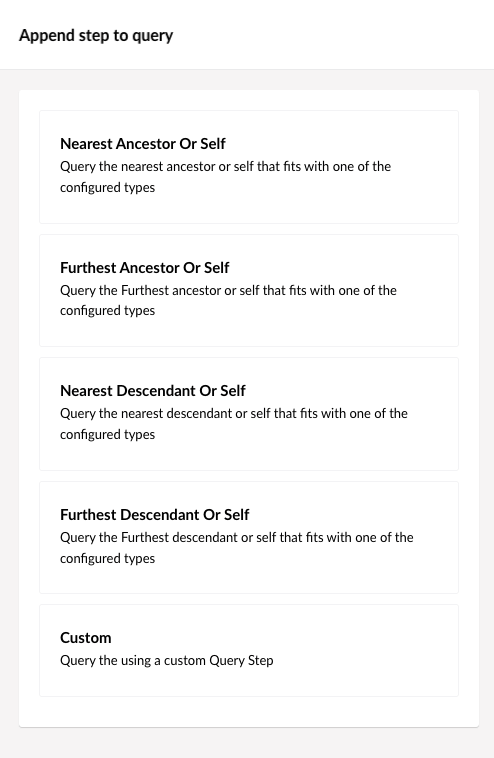 Append step to query
Nearest Ancestor Or Self
Query the nearest ancestor or self that fits with one of the
configured types
Furthest Ancestor Or Self
Query the Furthest ancestor or self that fits with one of the
configured types
Nearest Descendant Or Self
Query the nearest descendant or self that fits with one of the
configured types
Furthest Descendant Or Self
Query the Furthest descendant or self that fits with one of the
configured types
Custom
Query the using a custom Query Step